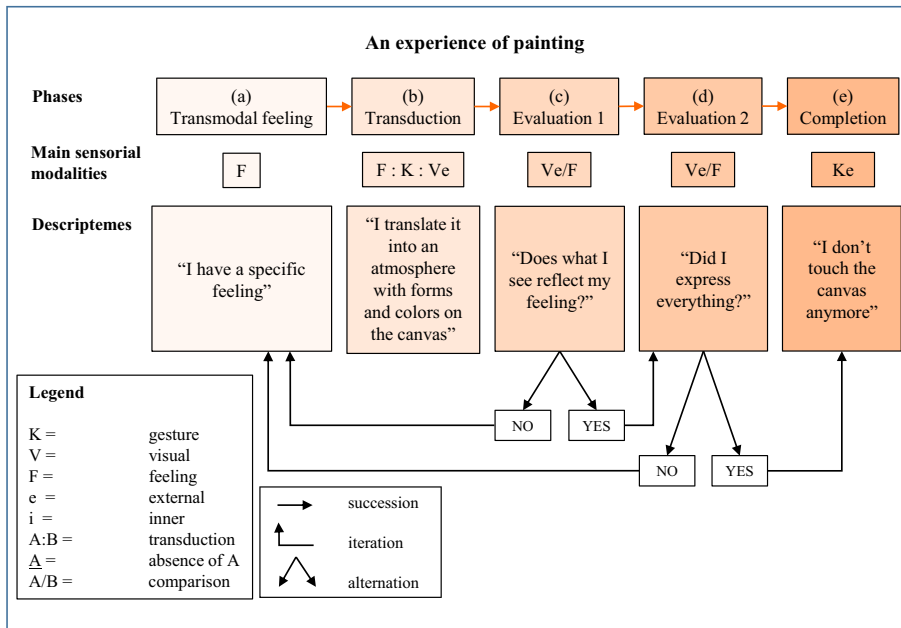 An experience of painting
Phases
(a)
Transmodal feeling
(b)
Transduction
(c)
Evaluation 1
(d)
Evaluation 2
(e)
Completion
Main sensorial
modalities
F
F : K : Ve
Ve/F
Ve/F
Ke
Descriptemes
“I have a specific
feeling”
“I translate it
into an
atmosphere
with forms
and colors on
the canvas”
“Does what I
see reflect my
feeling?”
“Did I
express
everything?”
“I don’t
touch the
canvas
anymore”
NO
YES
NO
YES
Legend
K = gesture
V = visual
F = feeling
e = external
i = inner
A:B = transduction
A = absence of A
A/B = comparison
succession
iteration
alternation